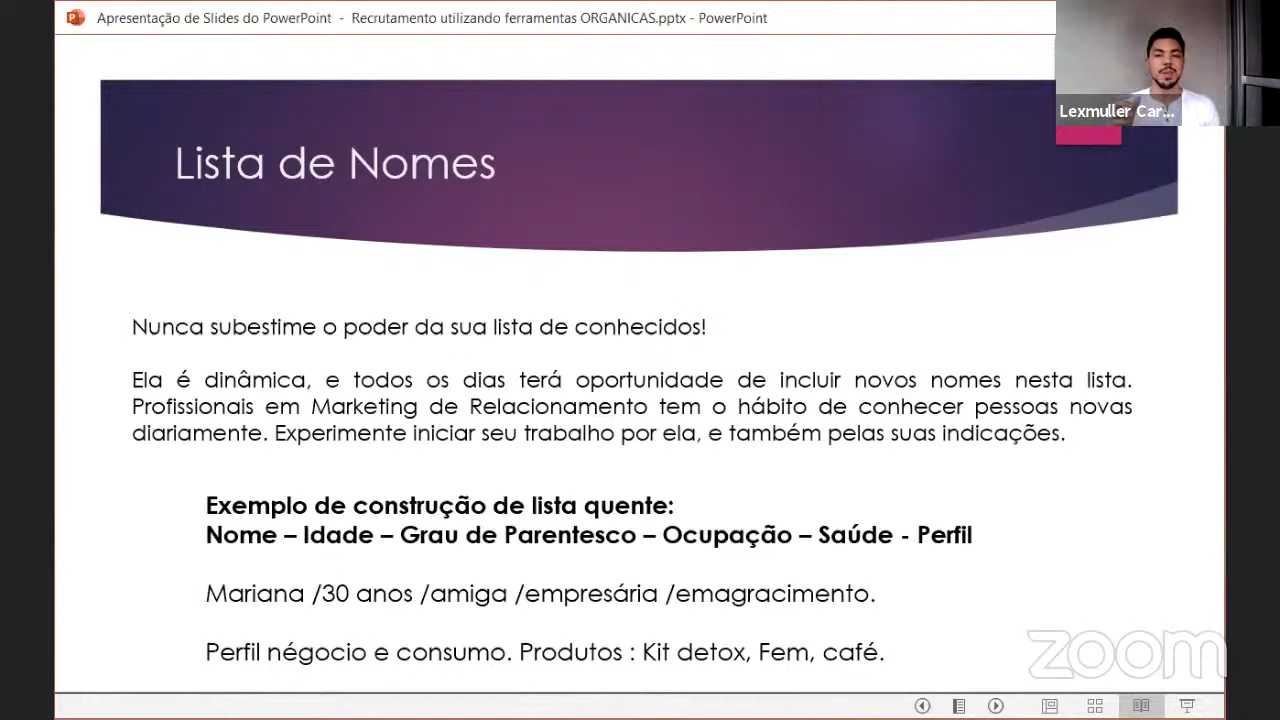 Apresentação de Slides do PowerPoint - Recrutamento utilizando ferramentas ORGANICAS.pptx - PowerPoint
Lexmuller Car...
Lista de Nomes
Nunca subestime o poder da sua lista de conhecidos!
Ela é dinâmica, e todos os dias terá oportunidade de incluir novos nomes nesta lista.
Profissionais em Marketing de Relacionamento tem o hábito de conhecer pessoas novas
diariamente. Experimente iniciar seu trabalho por ela, e também pelas suas indicações.
Exemplo de construção de lista quente:
Nome – Idade – Grau de Parentesco – Ocupação – Saúde - Perfil
Mariana /30 anos /amiga /empresária /emagracimento.
Perfil négocio e consumo. Produtos : Kit detox, Fem, café.
zoom